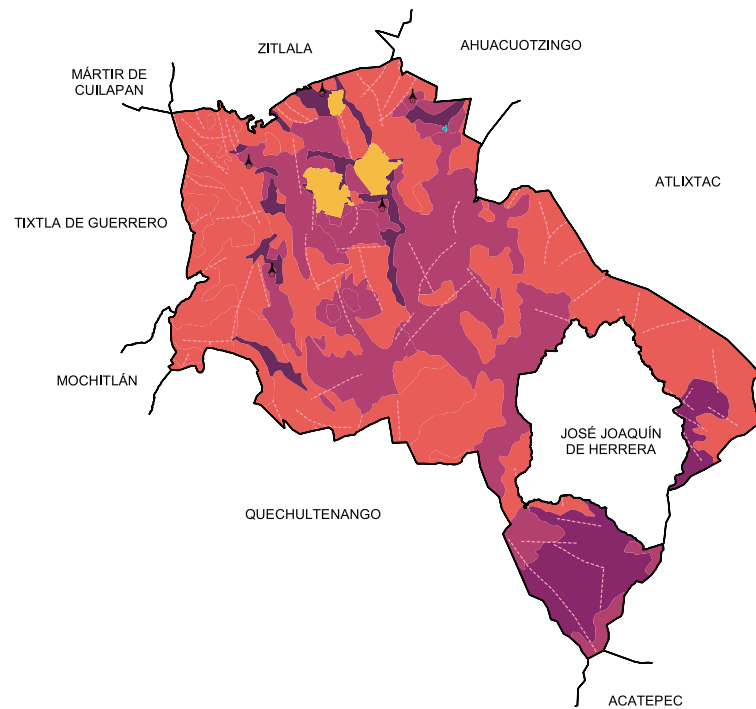 ZITLALA
AHUACUOTZINGO
MÁRTIR DE
CUILAPAN
ATLIXTAC
TIXTLA DE GUERRERO
MOCHITLÁN
JOSÉ JOAQUÍN
DE HERRERA
QUECHULTENANGO
ACATEPEC